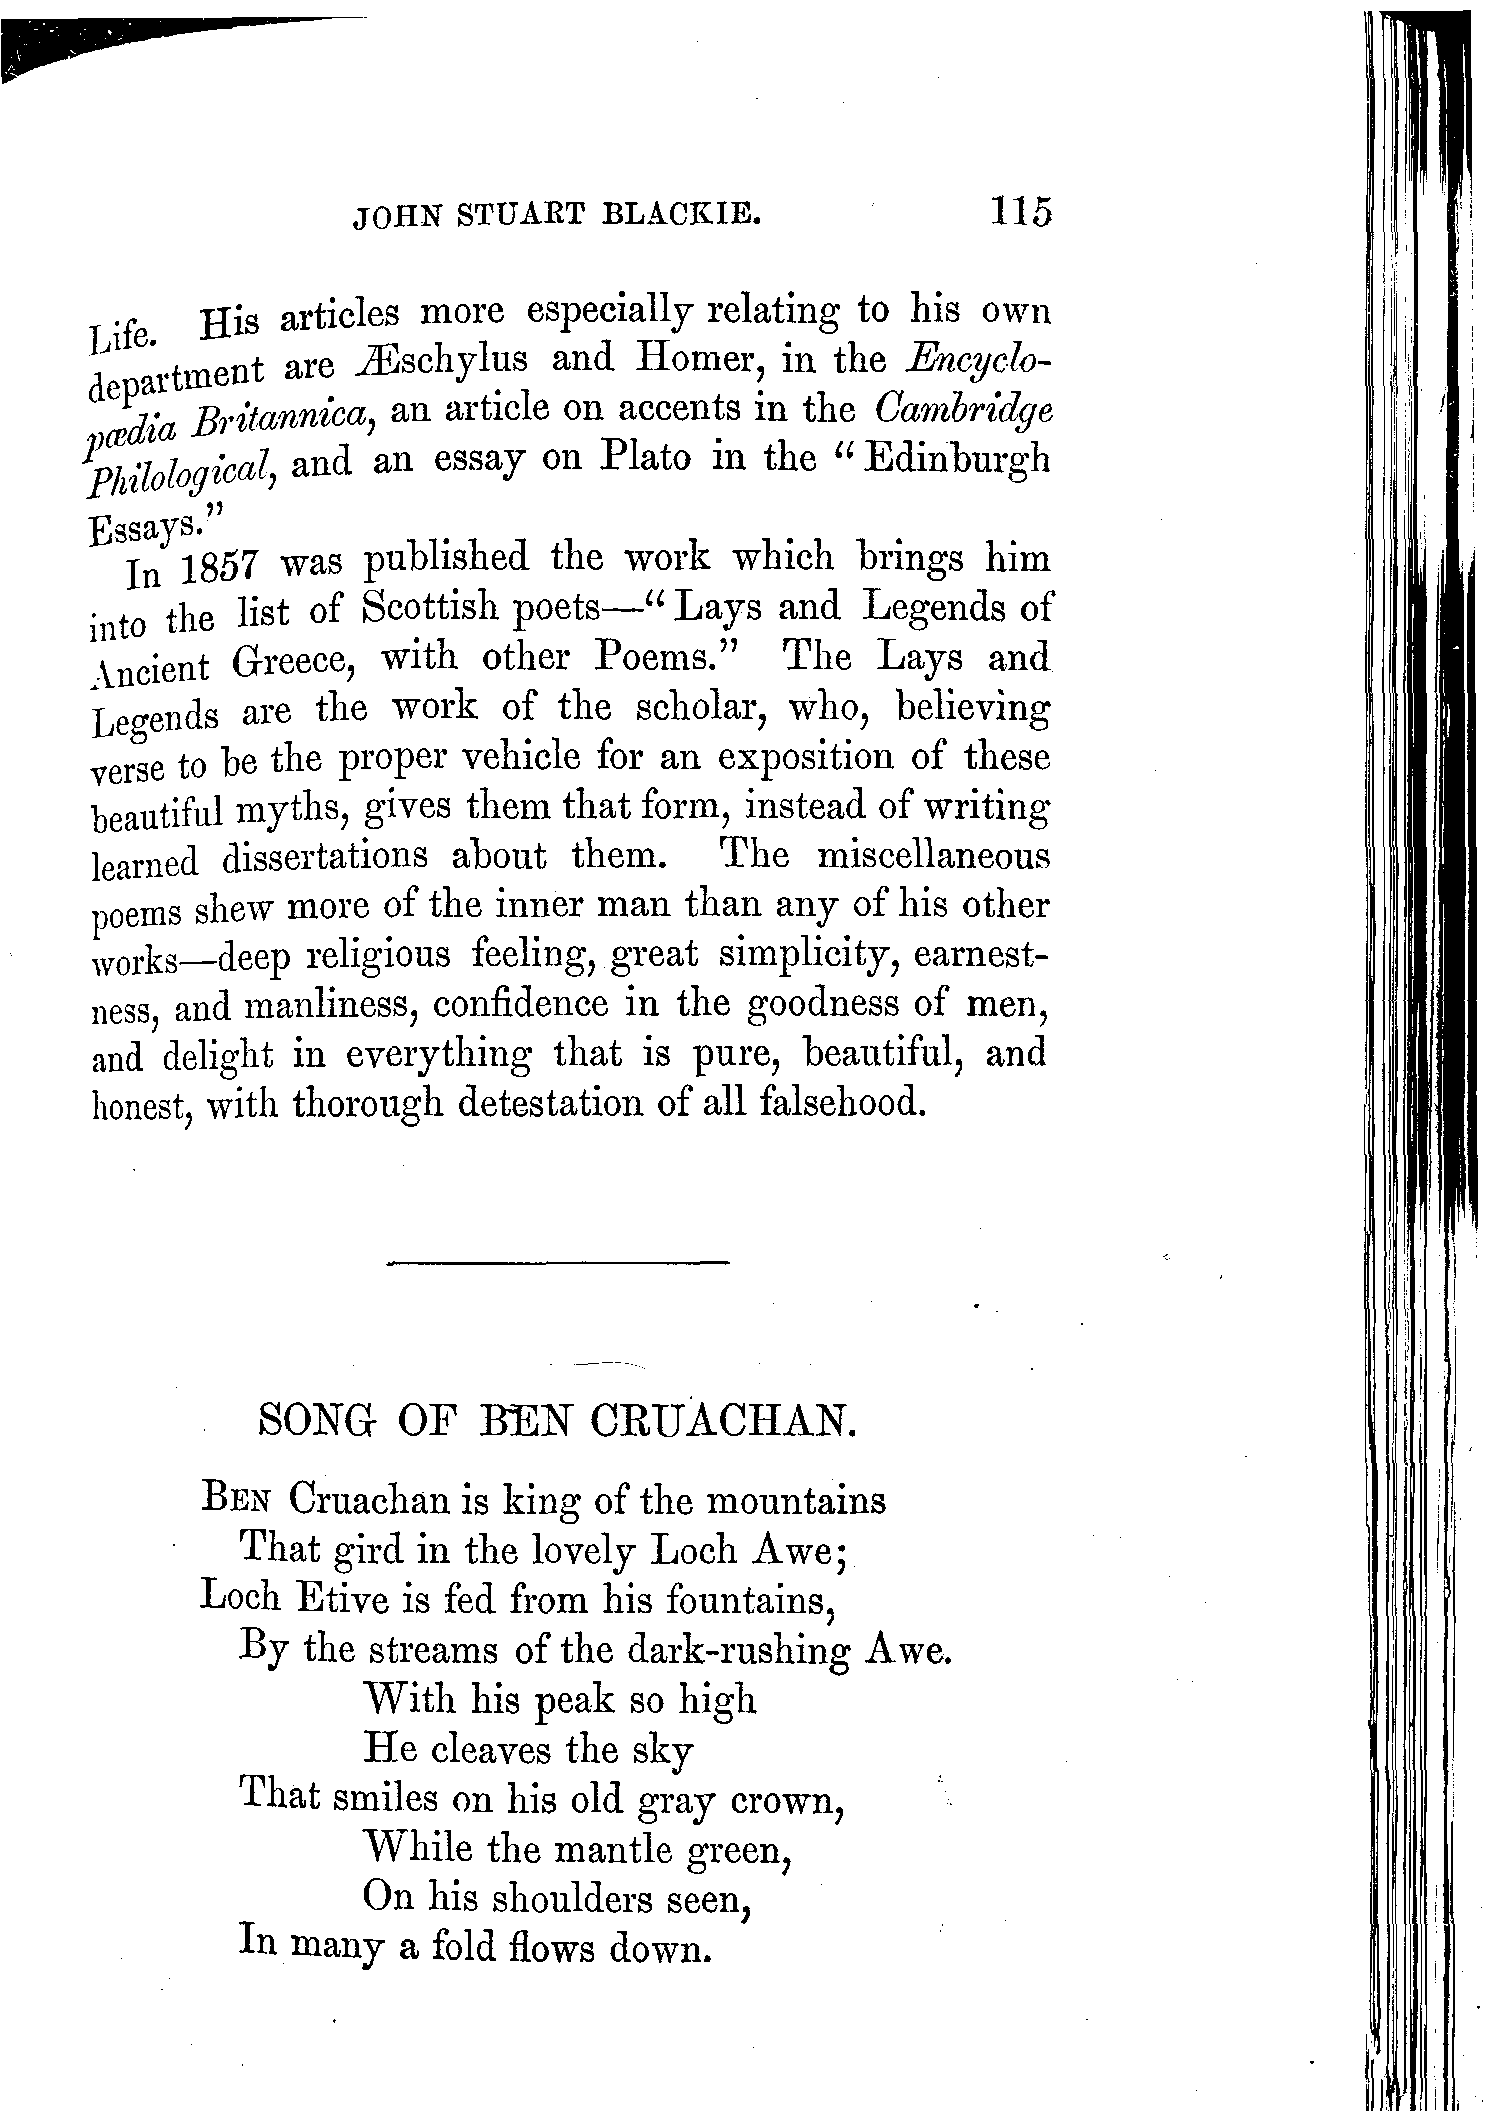 JOHN STUART BLACKIE. 115
Life. His articles more especially relating to his own
department are Æschylus and Homer, in the Encyclo-
pædia Britannica, an article on accents in the Cambridge
Philological, and an essay on Plato in the “Edinburgh
Essays.”
In 1857 was published the work which brings him
into the list of Scottish poets—“Lays and Legends of
Ancient Greece, with other Poems.” The Lays and
Legends are the work of the scholar, who, believing
verse to be the proper vehicle for an exposition of these
beautiful myths, gives them that form, instead of writing
learned dissertations about them. The miscellaneous
poems shew more of the inner man than any of his other
works—deep religious feeling, great simplicity, earnest-
ness, and manliness, confidence in the goodness of men,
and delight in everything that is pure, beautiful, and
honest, with thorough detestation of all falsehood.
SONG OF BEN CRUACHAN.
BEN Cruachan is king of the mountains
That gird in the lovely Loch Awe;
Loch Etive is fed from his fountains,
By the streams of the dark-rushing Awe.
With his peak so high
He cleaves the sky
That smiles on his old gray crown,
While the mantle green,
On his shoulders seen,
In many a fold flows down.